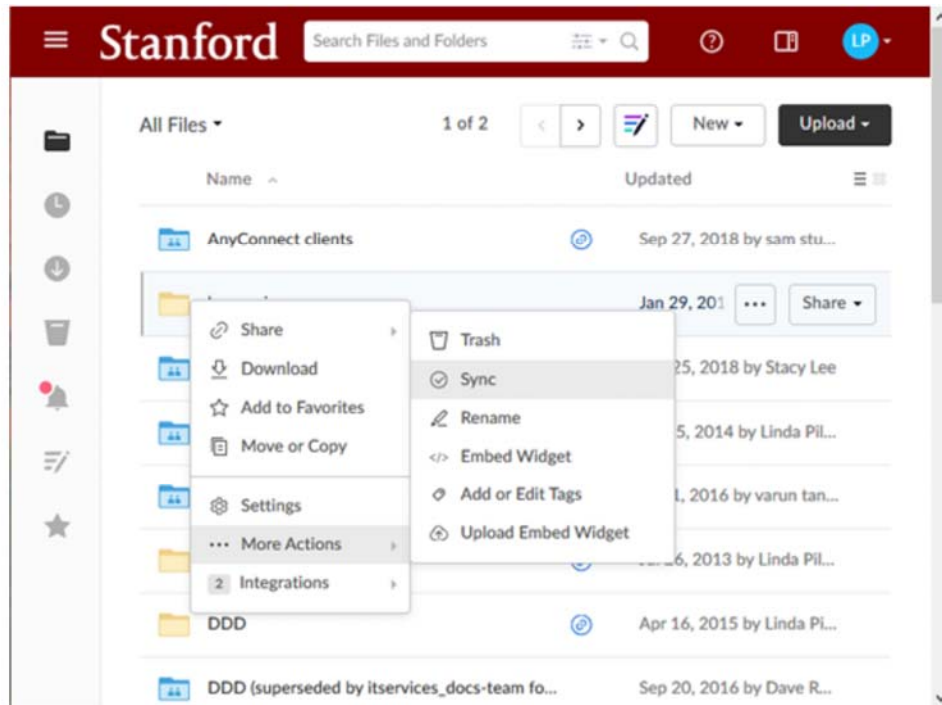 Stanford
Search Files and Folders
LP
All Files
1 of 2
New
Upload
Name
Updated
AnyConnect clients
Sep 27, 2018 by sam stu...
Jan 29, 201
Share
Share
Download
Add to Favorites
Move or Copy
Settings
More Actions
2 Integrations
Trash
Sync
Rename
Embed Widget
Add or Edit Tags
Upload Embed Widget
25, 2018 by Stacy Lee
5, 2014 by Linda Pil...
1, 2016 by varun tan...
6, 2013 by Linda Pil...
DDD
Apr 16, 2015 by Linda Pi...
DDD (superseded by itservices_docs-team fo...
Sep 20, 2016 by Dave R...